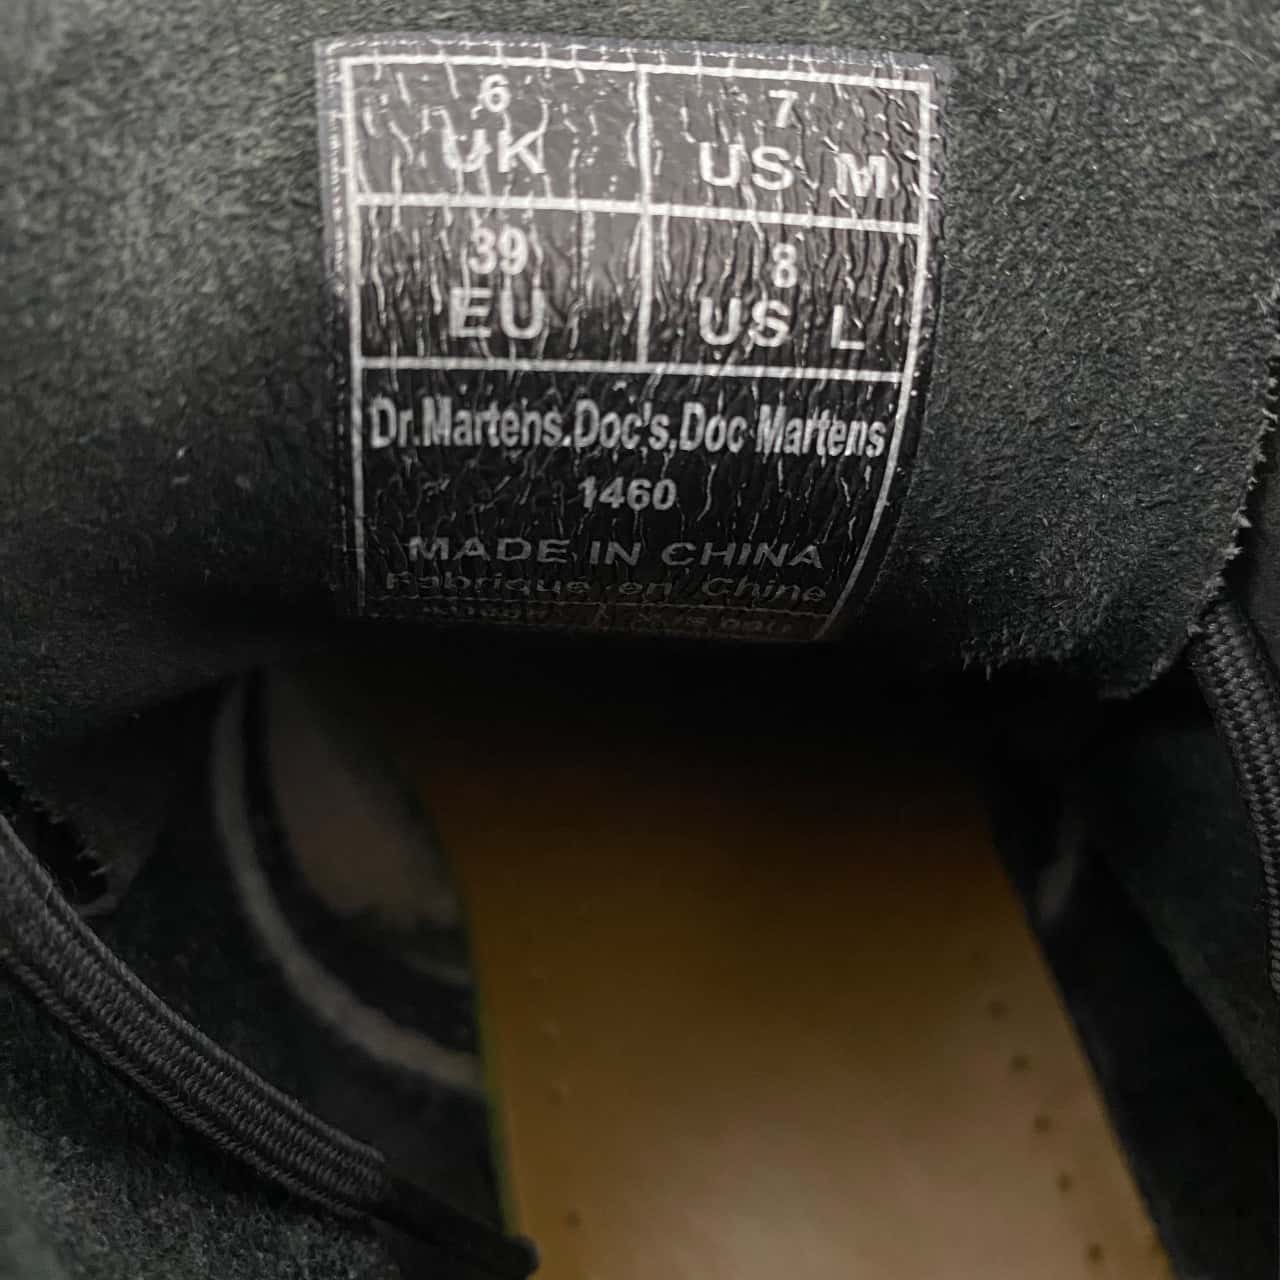 6 7
UK US M
39 8
EU US L
Dr.Martens.Doc's.Doc Martens
1460
MADE IN CHINA
Fabrique en Chine